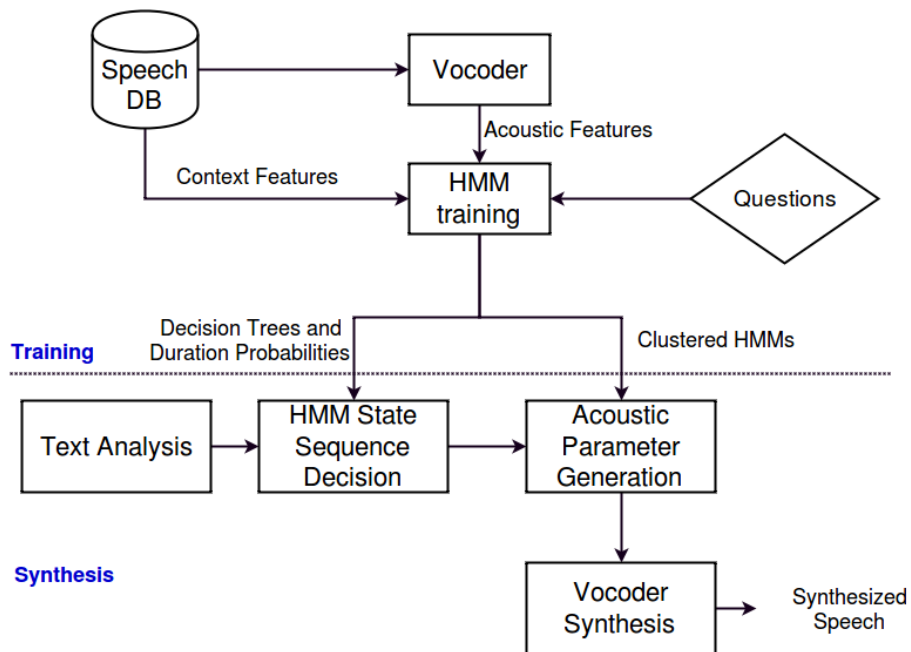 Speech
DB
Vocoder
Acoustic Features
Context Features
HMM
training
Questions
Decision Trees and
Duration Probabilities
Clustered HMMs
Training
Text Analysis
HMM State
Sequence
Decision
Acoustic
Parameter
Generation
Synthesis
Vocoder
Synthesis
Synthesized
Speech